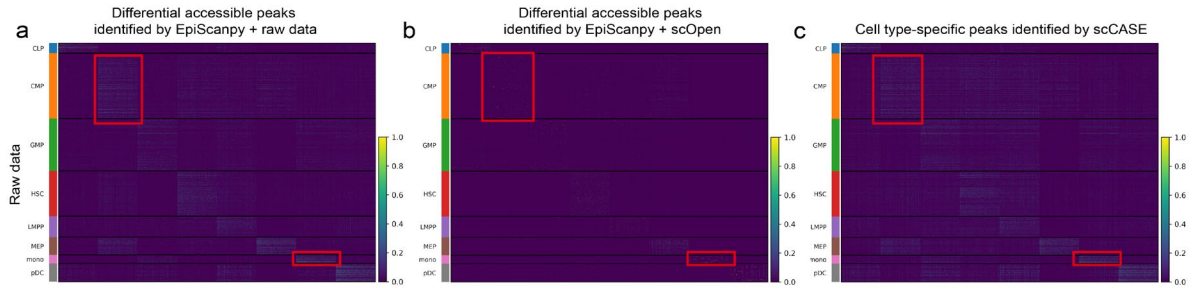 a
Differential accessible peaks
identified by EpiScanpy + raw data
b
Differential accessible peaks
identified by EpiScanpy + scOpen
c
Cell type-specific peaks identified by scCASE
Raw data
CLP
CMP
GMP
HSC
LMPP
MEP
mono
pDC
1.0
0.8
0.6
0.4
0.2
0.0
CLP
CMP
GMP
HSC
LMPP
MEP
mono
pDC
1.0
0.8
0.6
0.4
0.2
0.0
CLP
CMP
GMP
HSC
LMPP
MEP
mono
pDC
1.0
0.8
0.6
0.4
0.2
0.0